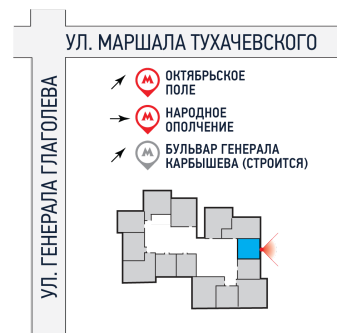 УЛ. МАРШАЛА ТУХАЧЕВСКОГО
УЛ. ГЕНЕРАЛА ГЛАГОЛЕВА
М ОКТЯБРЬСКОЕ
ПОЛЕ
М НАРОДНОЕ
ОПОЛЧЕНИЕ
М БУЛЬВАР ГЕНЕРАЛА
КАРБЫШЕВА (СТРОИТСЯ)